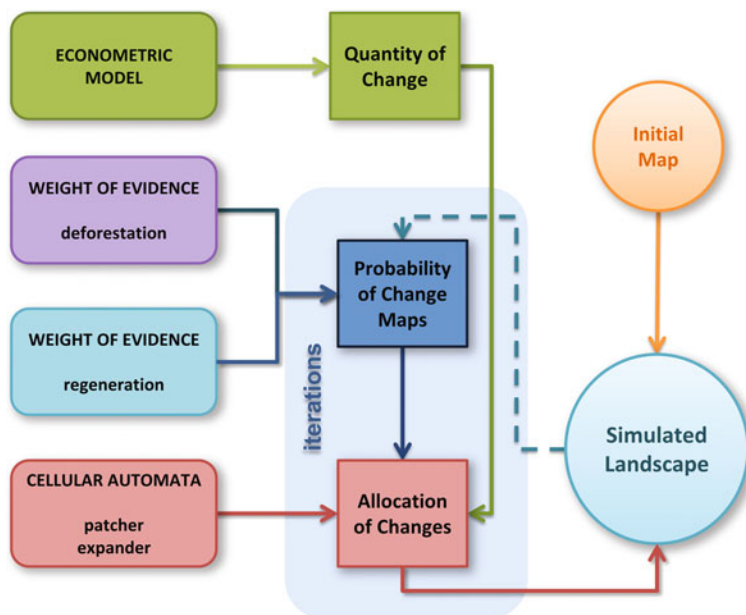 ECONOMETRIC
MODEL
Quantity of
Change
Initial
Map
WEIGHT OF EVIDENCE
deforestation
Probability
of Change
Maps
WEIGHT OF EVIDENCE
regeneration
iterations
Simulated
Landscape
CELLULAR AUTOMATA
patcher
expander
Allocation
of Changes